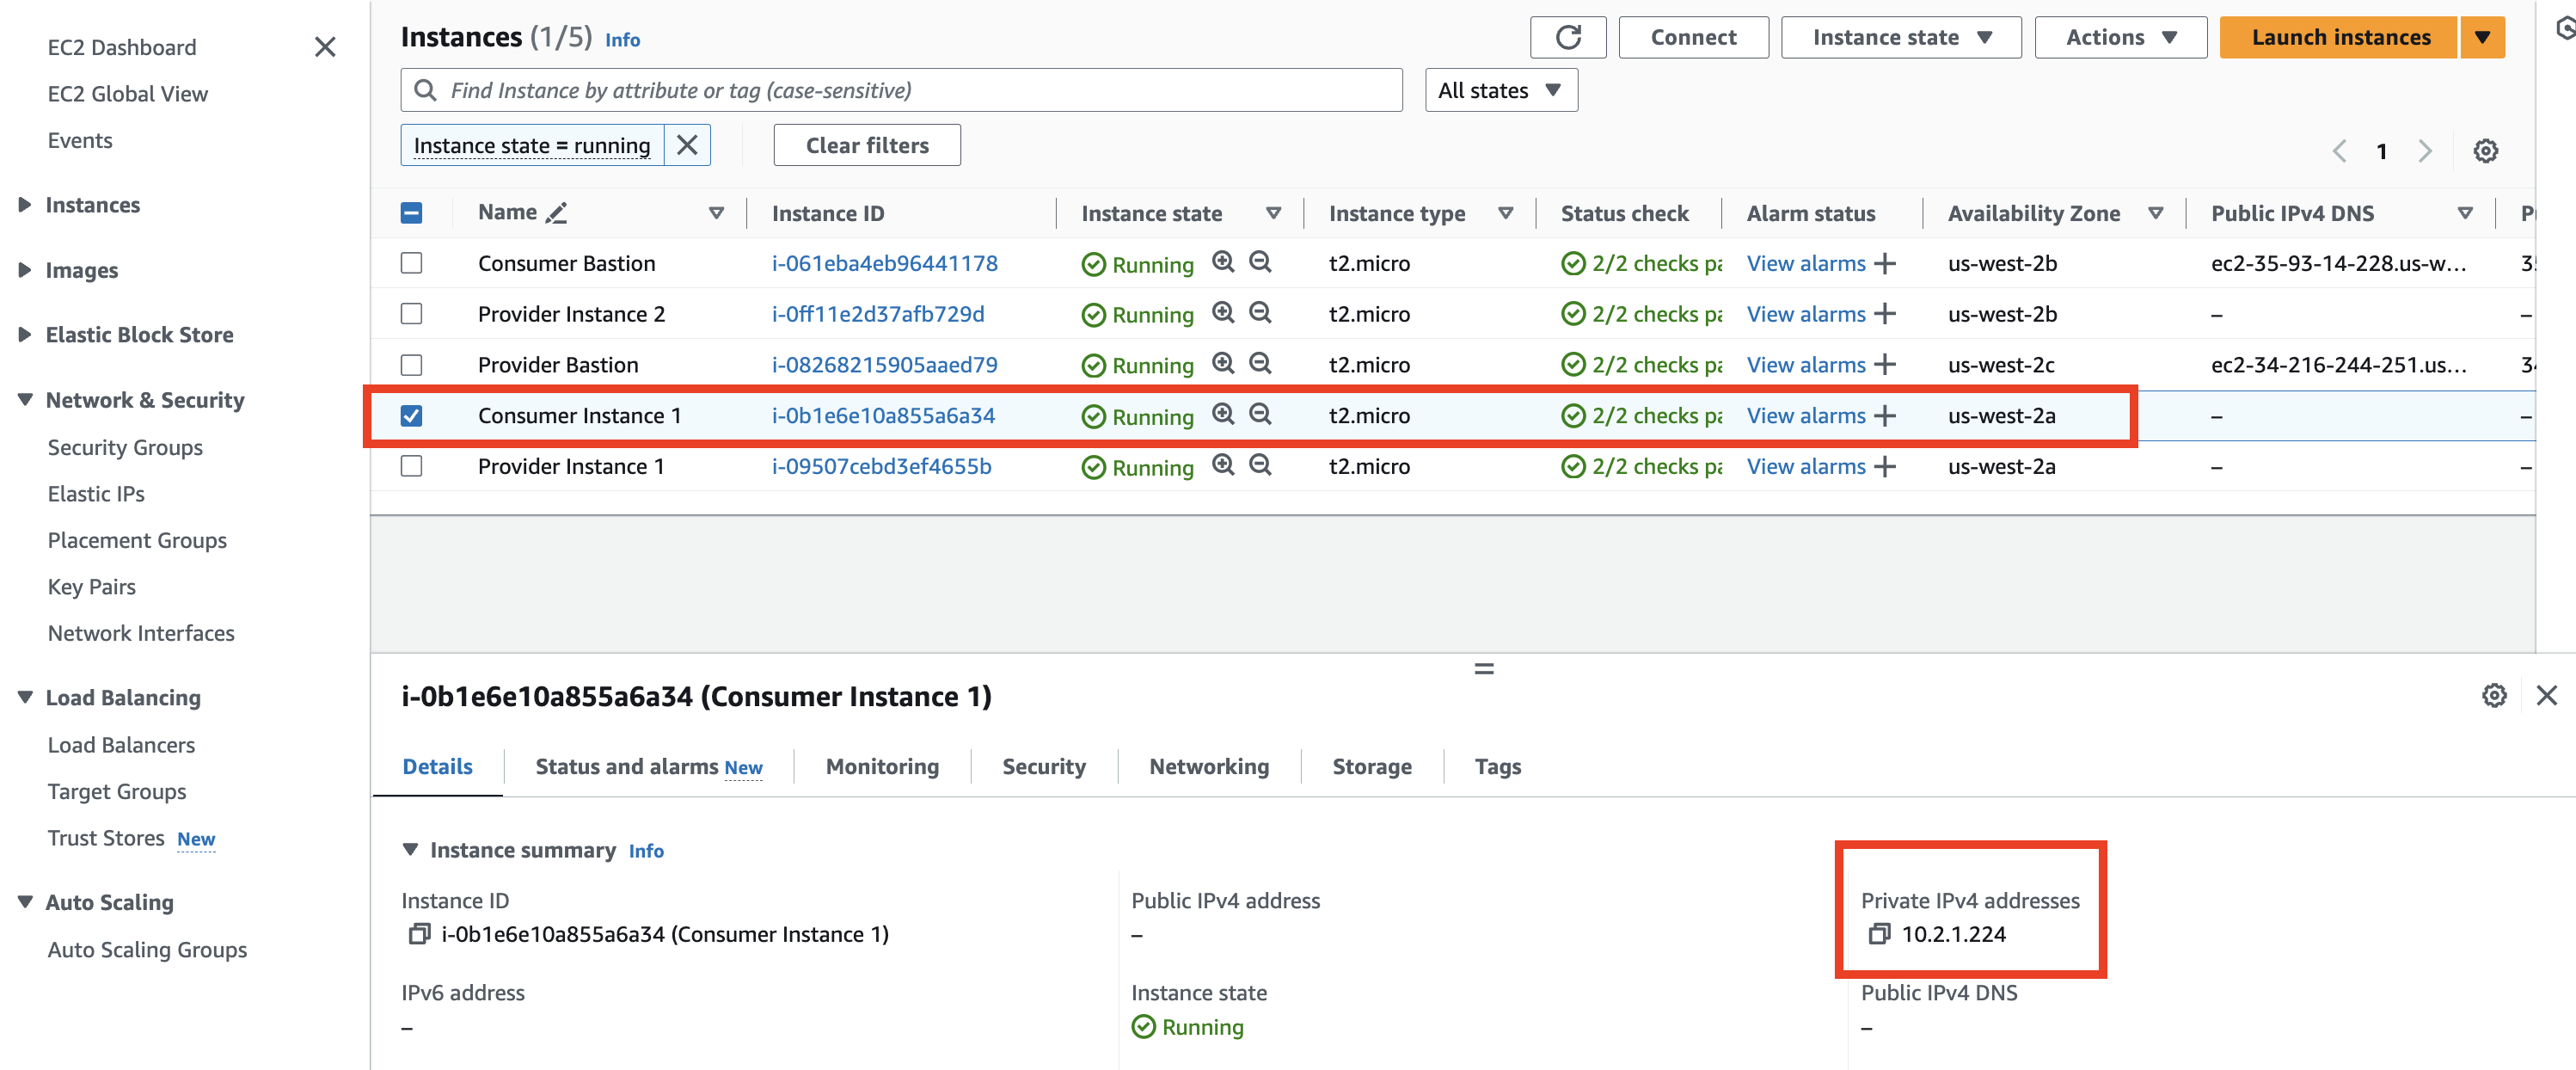 EC2 Dashboard
EC2 Global View
Events
Instances
Images
Elastic Block Store
Network & Security
Security Groups
Elastic IPs
Placement Groups
Key Pairs
Network Interfaces
Load Balancing
Load Balancers
Target Groups
Trust Stores New
Auto Scaling
Auto Scaling Groups
Instances (1/5) Info
Connect
Instance state
Actions
Launch instances
Find Instance by attribute or tag (case-sensitive)
All states
Instance state = running
Clear filters
1
Name Instance ID Instance state Instance type Status check Alarm status Availability Zone Public IPv4 DNS
Consumer Bastion i-061eba4eb96441178 Running t2.micro 2/2 checks pa View alarms + us-west-2b ec2-35-93-14-228.us-w...
Provider Instance 2 i-0ff11e2d37afb729d Running t2.micro 2/2 checks pa View alarms + us-west-2b – –
Provider Bastion i-08268215905aaed79 Running t2.micro 2/2 checks pa View alarms + us-west-2c ec2-34-216-244-251.us...
Consumer Instance 1 i-0b1e6e10a855a6a34 Running t2.micro 2/2 checks pa View alarms + us-west-2a – –
Provider Instance 1 i-09507cebd3ef4655b Running t2.micro 2/2 checks pa View alarms + us-west-2a – –
i-0b1e6e10a855a6a34 (Consumer Instance 1)
Details
Status and alarms New
Monitoring
Security
Networking
Storage
Tags
Instance summary Info
Instance ID
i-0b1e6e10a855a6a34 (Consumer Instance 1)
Public IPv4 address
–
Private IPv4 addresses
10.2.1.224
IPv6 address
–
Instance state
Running
Public IPv4 DNS
–